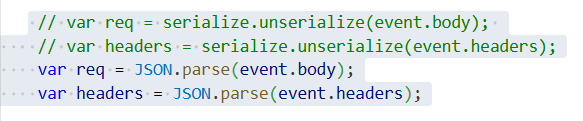 // var req = serialize.unserialize(event.body);
// var headers = serialize.unserialize(event.headers);
var req = JSON.parse(event.body);
var headers = JSON.parse(event.headers);